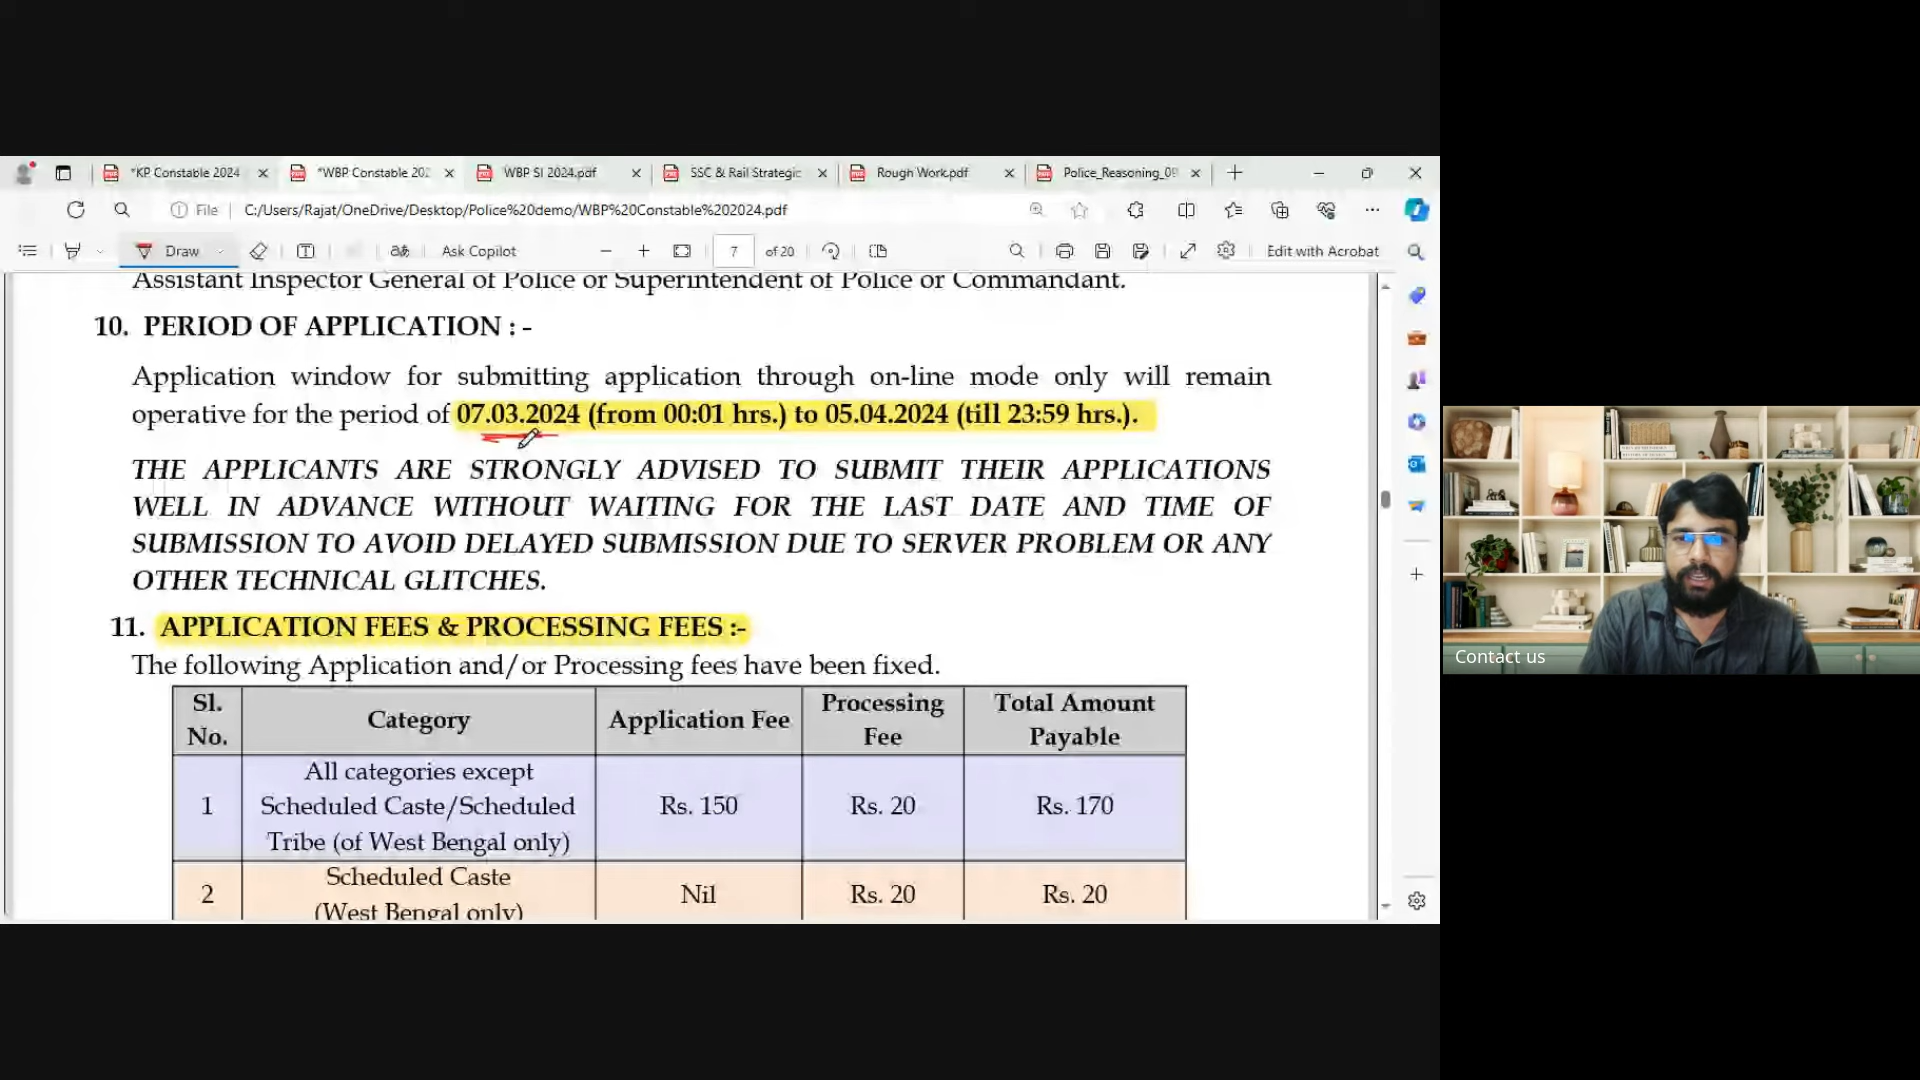 *KP Constable 2024
*WBP Constable 202
WBP SI 2024.pdf
SSC & Rail Strategic
Rough Work.pdf
Police_Reasoning_09
File
C:/Users/Rajat/OneDrive/Desktop/Police%20demo/WBP%20Constable%202024.pdf
Draw
Ask Copilot
7 of 20
Edit with Acrobat
Assistant Inspector General of Police or Superintendent of Police or Commandant.
10. PERIOD OF APPLICATION : -
Application window for submitting application through on-line mode only will remain
operative for the period of 07.03.2024 (from 00:01 hrs.) to 05.04.2024 (till 23:59 hrs.).
THE APPLICANTS ARE STRONGLY ADVISED TO SUBMIT THEIR APPLICATIONS
WELL IN ADVANCE WITHOUT WAITING FOR THE LAST DATE AND TIME OF
SUBMISSION TO AVOID DELAYED SUBMISSION DUE TO SERVER PROBLEM OR ANY
OTHER TECHNICAL GLITCHES.
11. APPLICATION FEES & PROCESSING FEES :-
The following Application and/or Processing fees have been fixed.
Sl. No.
Category
Application Fee
Processing Fee
Total Amount Payable
1
All categories except
Scheduled Caste/Scheduled
Tribe (of West Bengal only)
Rs. 150
Rs. 20
Rs. 170
2
Scheduled Caste
(West Bengal only)
Nil
Rs. 20
Rs. 20
Contact us